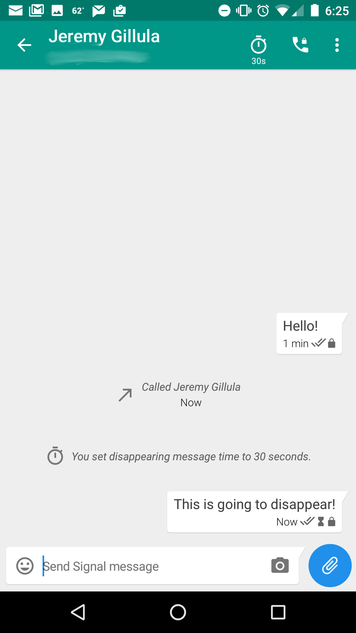 62° 6:25
Jeremy Gillula
30s
Hello!
1 min
Called Jeremy Gillula
Now
You set disappearing message time to 30 seconds.
This is going to disappear!
Now
Send Signal message